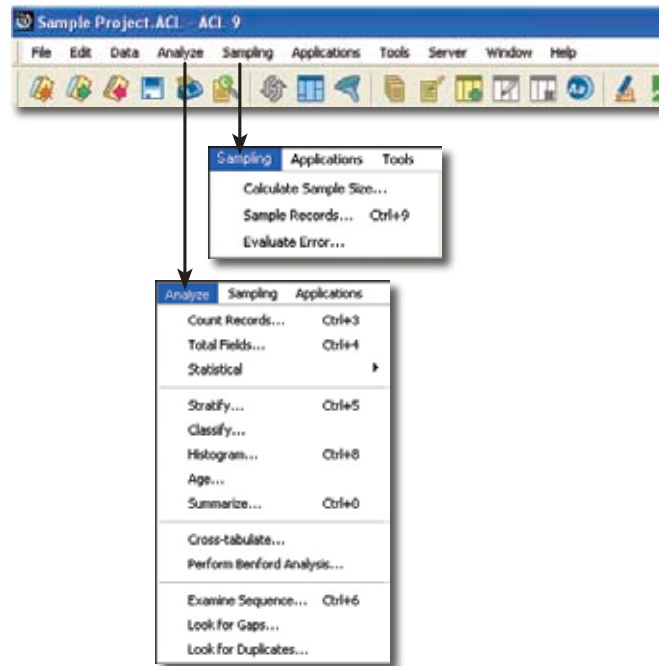 Sample Project.ACL - ACL 9
File Edit Data Analyze Sampling Applications Tools Server Window Help
Sampling Applications Tools
Calculate Sample Size...
Sample Records... Ctrl+9
Evaluate Error...
Analyze Sampling Applications
Count Records... Ctrl+3
Total Fields... Ctrl+4
Statistical
Stratify... Ctrl+5
Classify...
Histogram... Ctrl+8
Age...
Summarize... Ctrl+0
Cross-tabulate...
Perform Benford Analysis...
Examine Sequence... Ctrl+6
Look for Gaps...
Look for Duplicates...